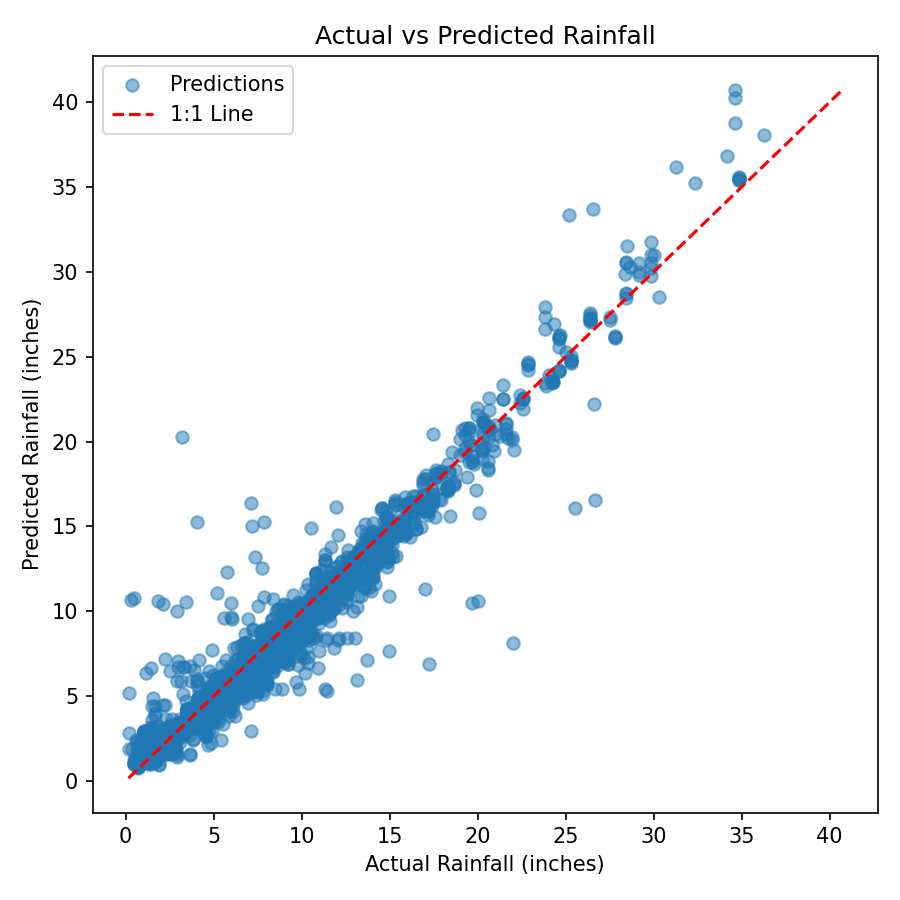 Actual vs Predicted Rainfall
Predictions
1:1 Line
Predicted Rainfall (inches)
40
35
30
25
20
15
10
5
0
0 5 10 15 20 25 30 35 40
Actual Rainfall (inches)